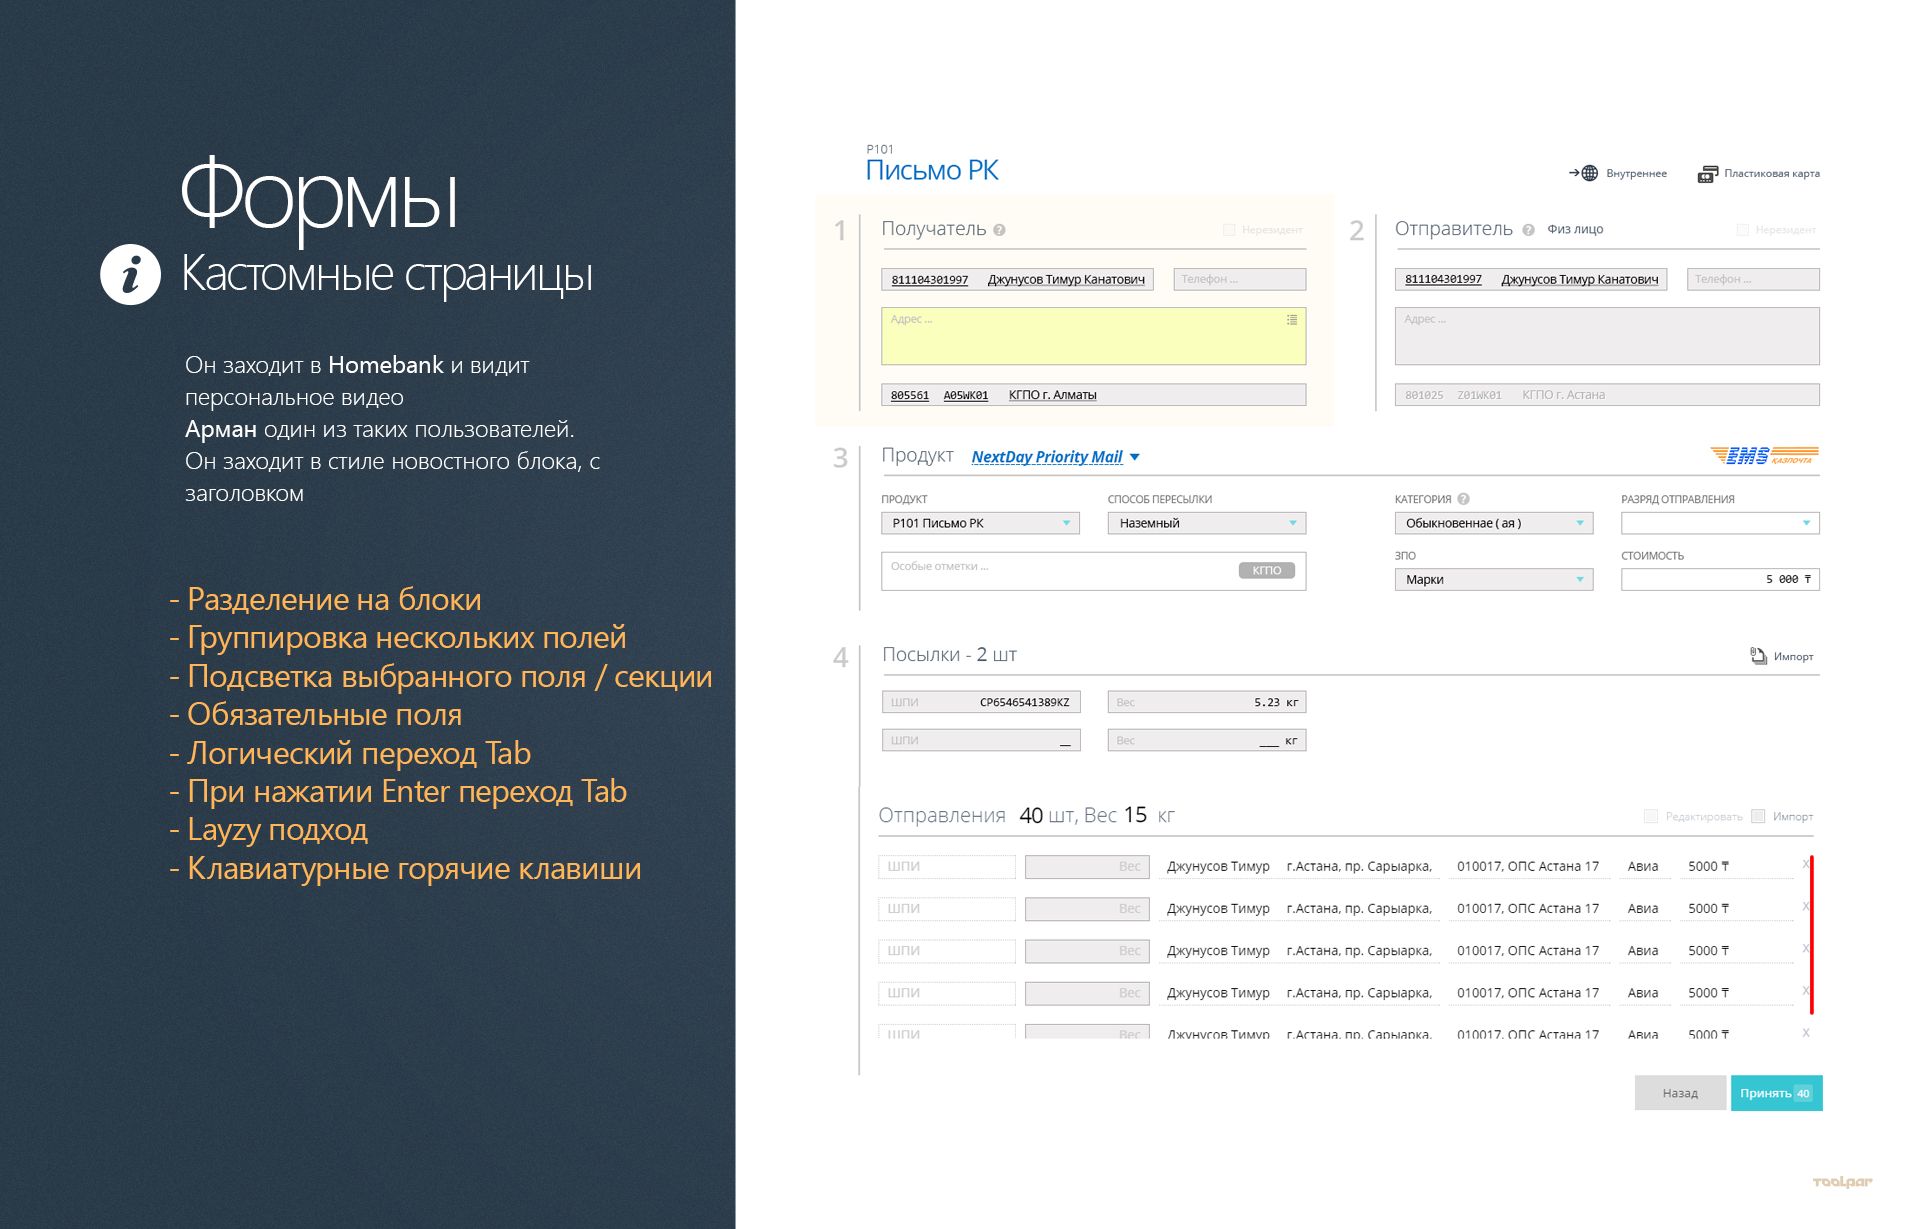 Формы
i Кастомные страницы
Он заходит в Homebank и видит
персональное видео
Арман один из таких пользователей.
Он заходит в стиле новостного блока, с
заголовком
- Разделение на блоки
- Группировка нескольких полей
- Подсветка выбранного поля / секции
- Обязательные поля
- Логический переход Tab
- При нажатии Enter переход Tab
- Layzy подход
- Клавиатурные горячие клавиши
P101
Письмо РК
Внутреннее
Пластиковая карта
1 Получатель ? Нерезидент
811104301997 Джунусов Тимур Канатович Телефон ...
Адрес ...
805561 A05WK01 КГПО г. Алматы
2 Отправитель ? Физ лицо Нерезидент
811104301997 Джунусов Тимур Канатович Телефон ...
Адрес ...
801025 Z01WK01 КГПО г. Астана
3 Продукт NextDay Priority Mail EMS КАЗПОЧТА
ПРОДУКТ СПОСОБ ПЕРЕСЫЛКИ КАТЕГОРИЯ ? РАЗРЯД ОТПРАВЛЕНИЯ
P101 Письмо РК Наземный Обыкновеннае ( ая )
ЗПО СТОИМОСТЬ
Особые отметки ... КГПО Марки 5 000 ₸
4 Посылки - 2 шт Импорт
ШПИ CP6546541389KZ Вес 5.23 кг
ШПИ __ Вес ___ кг
Отправления 40 шт, Вес 15 кг Редактировать Импорт
ШПИ Вес Джунусов Тимур г.Астана, пр. Сарыарка, 010017, ОПС Астана 17 Авиа 5000 ₸ X
ШПИ Вес Джунусов Тимур г.Астана, пр. Сарыарка, 010017, ОПС Астана 17 Авиа 5000 ₸ X
ШПИ Вес Джунусов Тимур г.Астана, пр. Сарыарка, 010017, ОПС Астана 17 Авиа 5000 ₸ X
ШПИ Вес Джунусов Тимур г.Астана, пр. Сарыарка, 010017, ОПС Астана 17 Авиа 5000 ₸ X
ШПИ Вес Джунусов Тимур г.Астана, пр. Сарыарка, 010017, ОПС Астана 17 Авиа 5000 ₸ X
Назад Принять 40
Toolpar